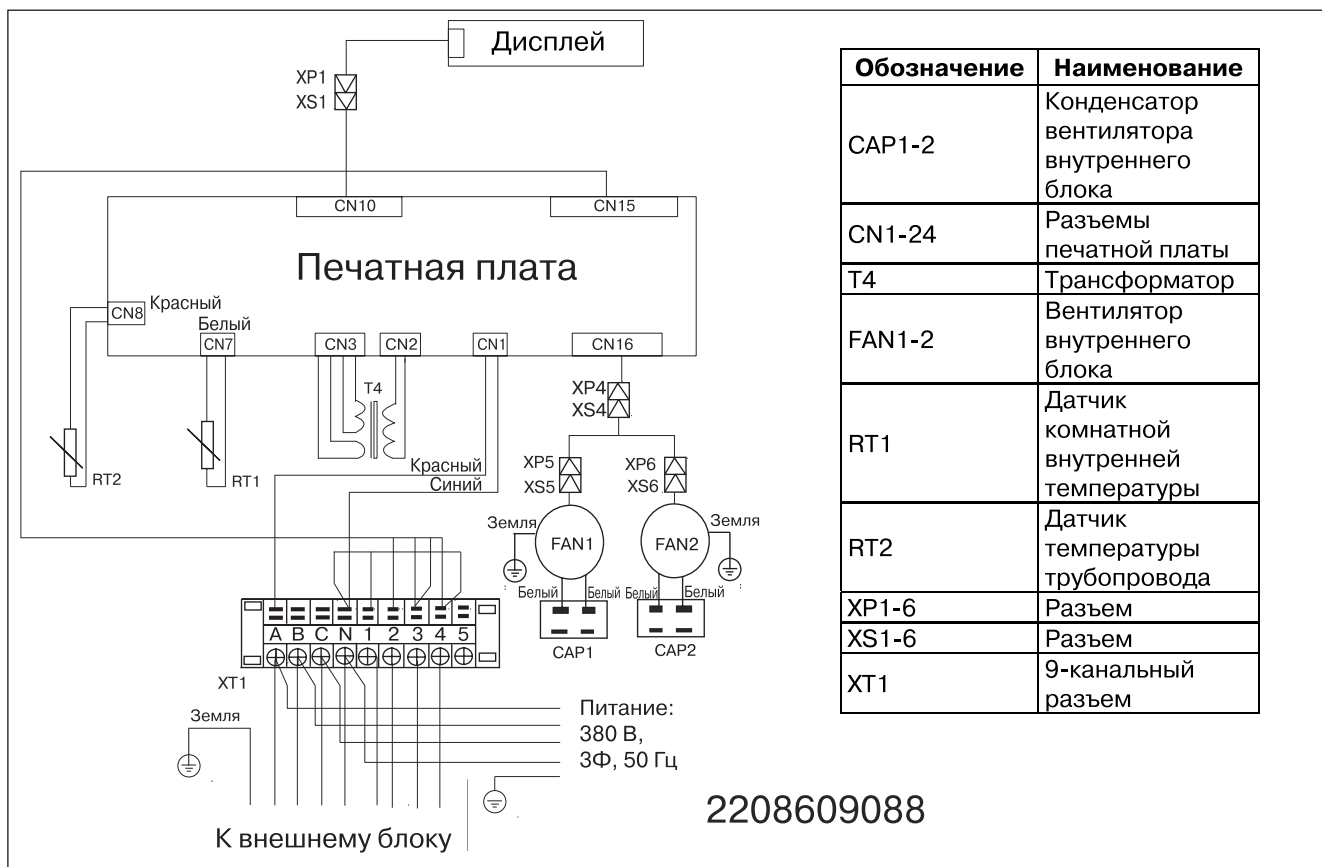 Дисплей
XP1
XS1
CN10
CN15
Печатная плата
CN8
Красный
Белый
CN7
CN3
CN2
CN1
CN16
T4
XP4
XS4
RT2
RT1
Красный
Синий
XP5
XS5
XP6
XS6
Земля
FAN1
FAN2
Земля
Белый
Белый
Белый
Белый
CAP1
CAP2
A B C N 1 2 3 4 5
XT1
Земля
Питание:
380 В,
3Ф, 50 Гц
К внешнему блоку
2208609088
Обозначение Наименование
CAP1-2
Конденсатор
вентилятора
внутреннего
блока
CN1-24
Разъемы
печатной платы
T4 Трансформатор
FAN1-2
Вентилятор
внутреннего
блока
RT1
Датчик
комнатной
внутренней
температуры
RT2
Датчик
температуры
трубопровода
XP1-6 Разъем
XS1-6 Разъем
XT1
9-канальный
разъем